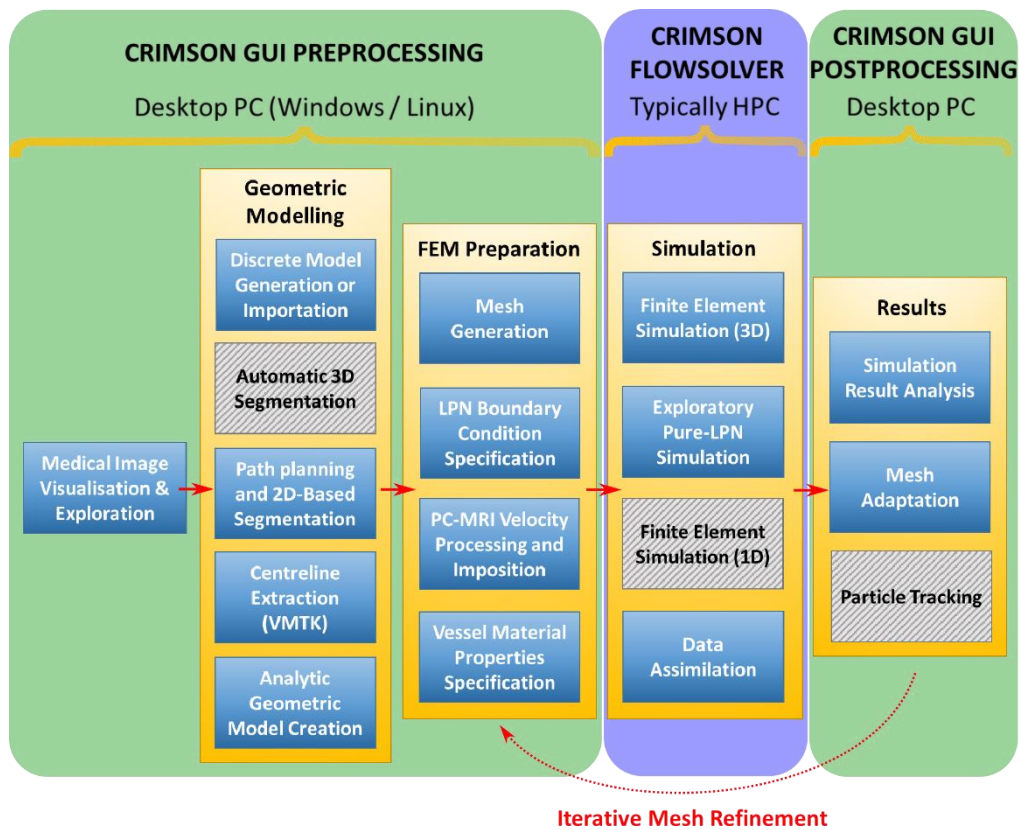 CRIMSON GUI PREPROCESSING
Desktop PC (Windows / Linux)
CRIMSON
FLOWSOLVER
Typically HPC
CRIMSON GUI
POSTPROCESSING
Desktop PC
Medical Image
Visualisation &
Exploration
Geometric
Modelling
Discrete Model
Generation or
Importation
Automatic 3D
Segmentation
Path planning
and 2D-Based
Segmentation
Centreline
Extraction
(VMTK)
Analytic
Geometric
Model Creation
FEM Preparation
Mesh
Generation
LPN Boundary
Condition
Specification
PC-MRI Velocity
Processing and
Imposition
Vessel Material
Properties
Specification
Simulation
Finite Element
Simulation (3D)
Exploratory
Pure-LPN
Simulation
Finite Element
Simulation (1D)
Data
Assimilation
Results
Simulation
Result Analysis
Mesh
Adaptation
Particle Tracking
Iterative Mesh Refinement